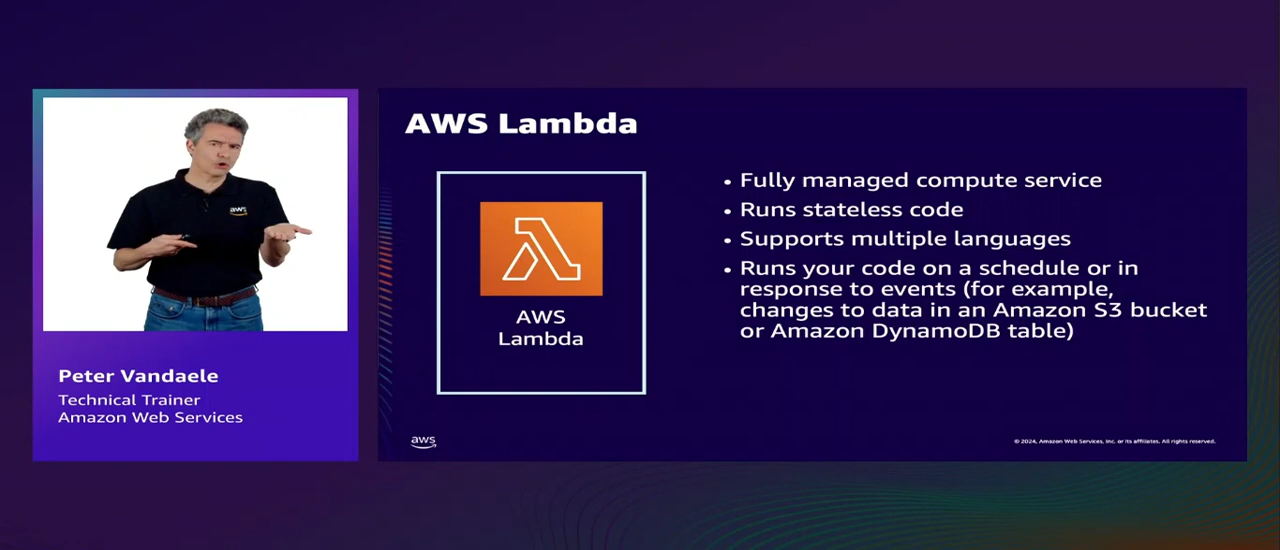 aws
Peter Vandaele
Technical Trainer
Amazon Web Services
AWS Lambda
AWS
Lambda
• Fully managed compute service
• Runs stateless code
• Supports multiple languages
• Runs your code on a schedule or in
response to events (for example,
changes to data in an Amazon S3 bucket
or Amazon DynamoDB table)
aws
© 2024, Amazon Web Services, Inc. or its affiliates. All rights reserved.